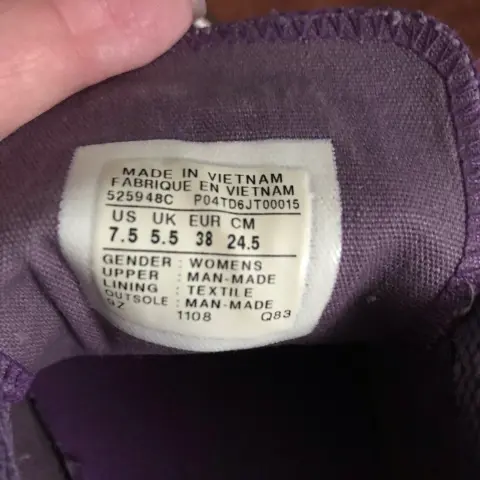 MADE IN VIETNAM
FABRIQUE EN VIETNAM
525948C P04TD6JT00015
US UK EUR CM
7.5 5.5 38 24.5
GENDER : WOMENS
UPPER : MAN-MADE
LINING : TEXTILE
OUTSOLE : MAN-MADE
97 1108 Q83